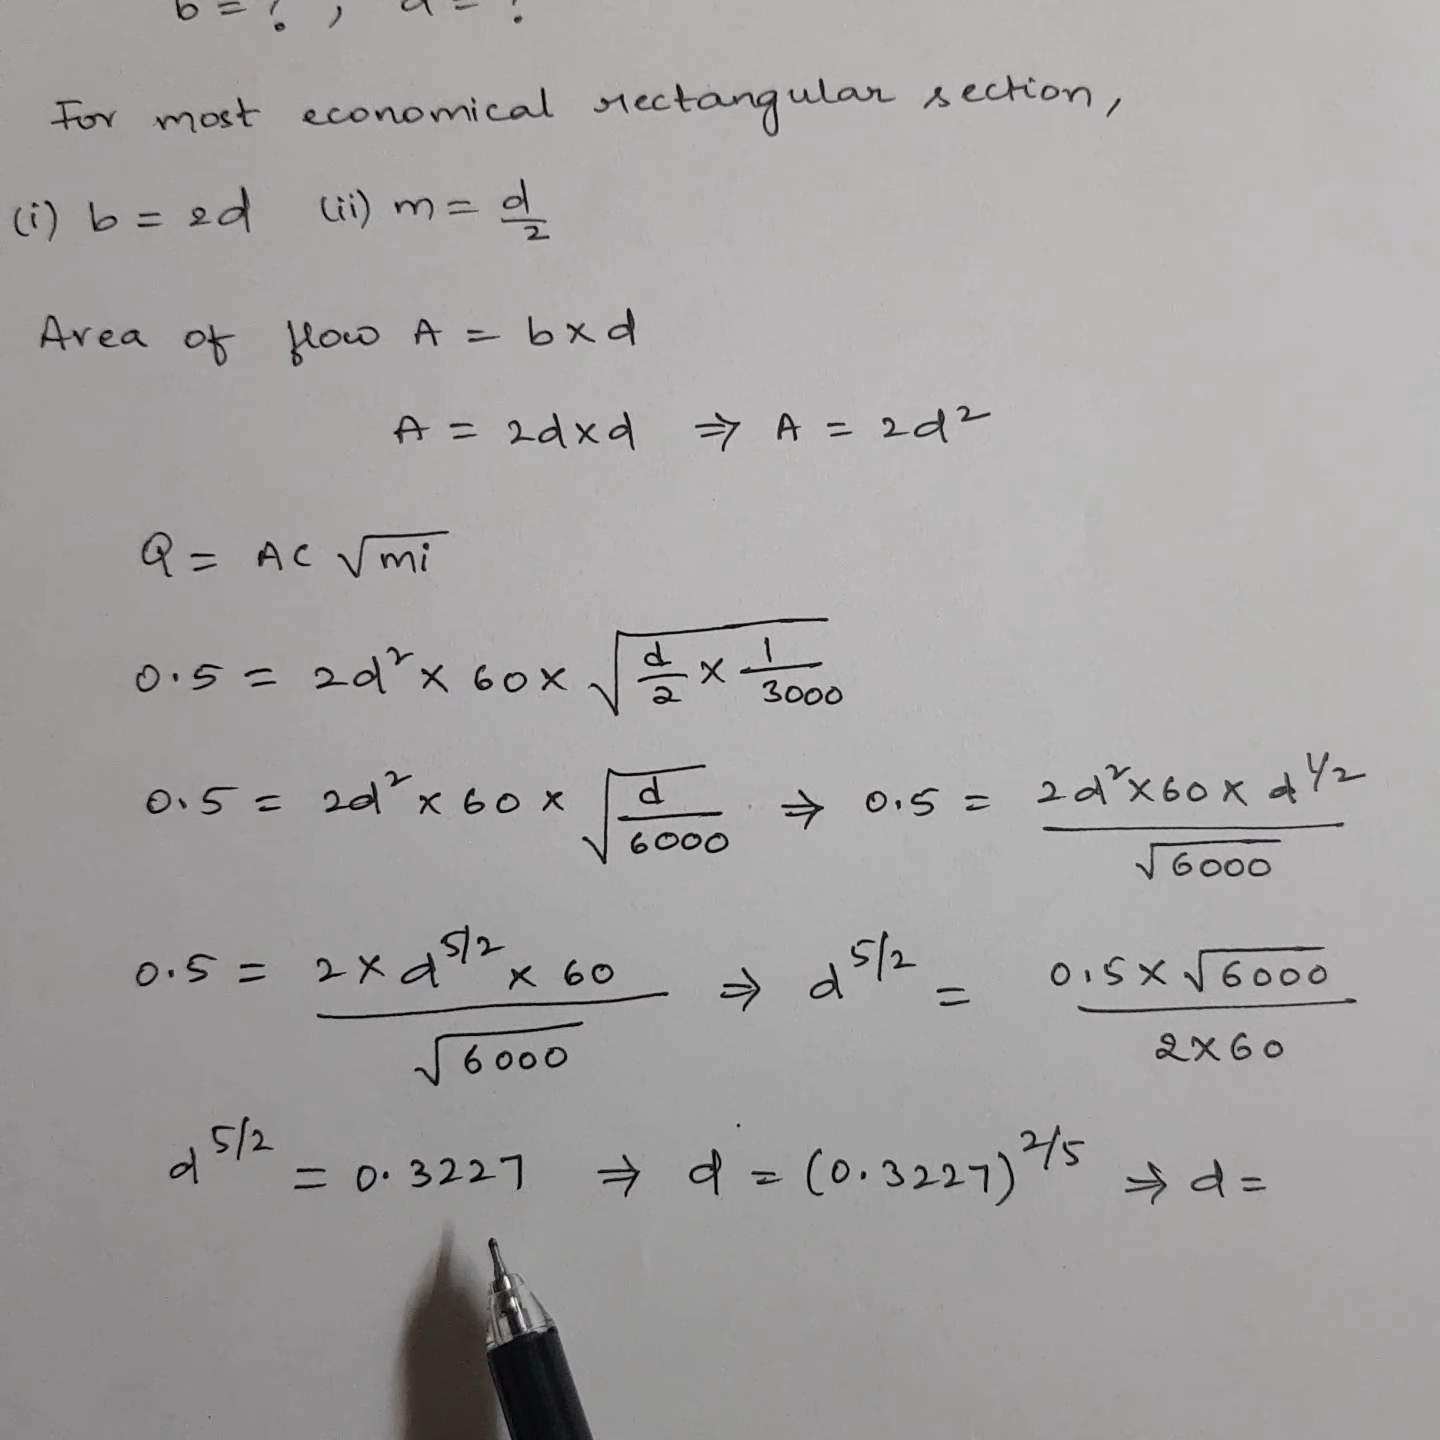 b = ? , d = ?
For most economical rectangular section,
(i) b = 2d (ii) m = d/2
Area of flow A = b×d
A = 2d×d ⇒ A = 2d²
Q = AC √mi
0.5 = 2d² × 60 × √(d/2 × 1/3000)
0.5 = 2d² × 60 × √(d/6000) ⇒ 0.5 = 2d²×60×d^1/2 / √6000
0.5 = 2×d^5/2 × 60 / √6000 ⇒ d^5/2 = 0.5×√6000 / 2×60
d^5/2 = 0.3227 ⇒ d = (0.3227)^2/5 ⇒ d =